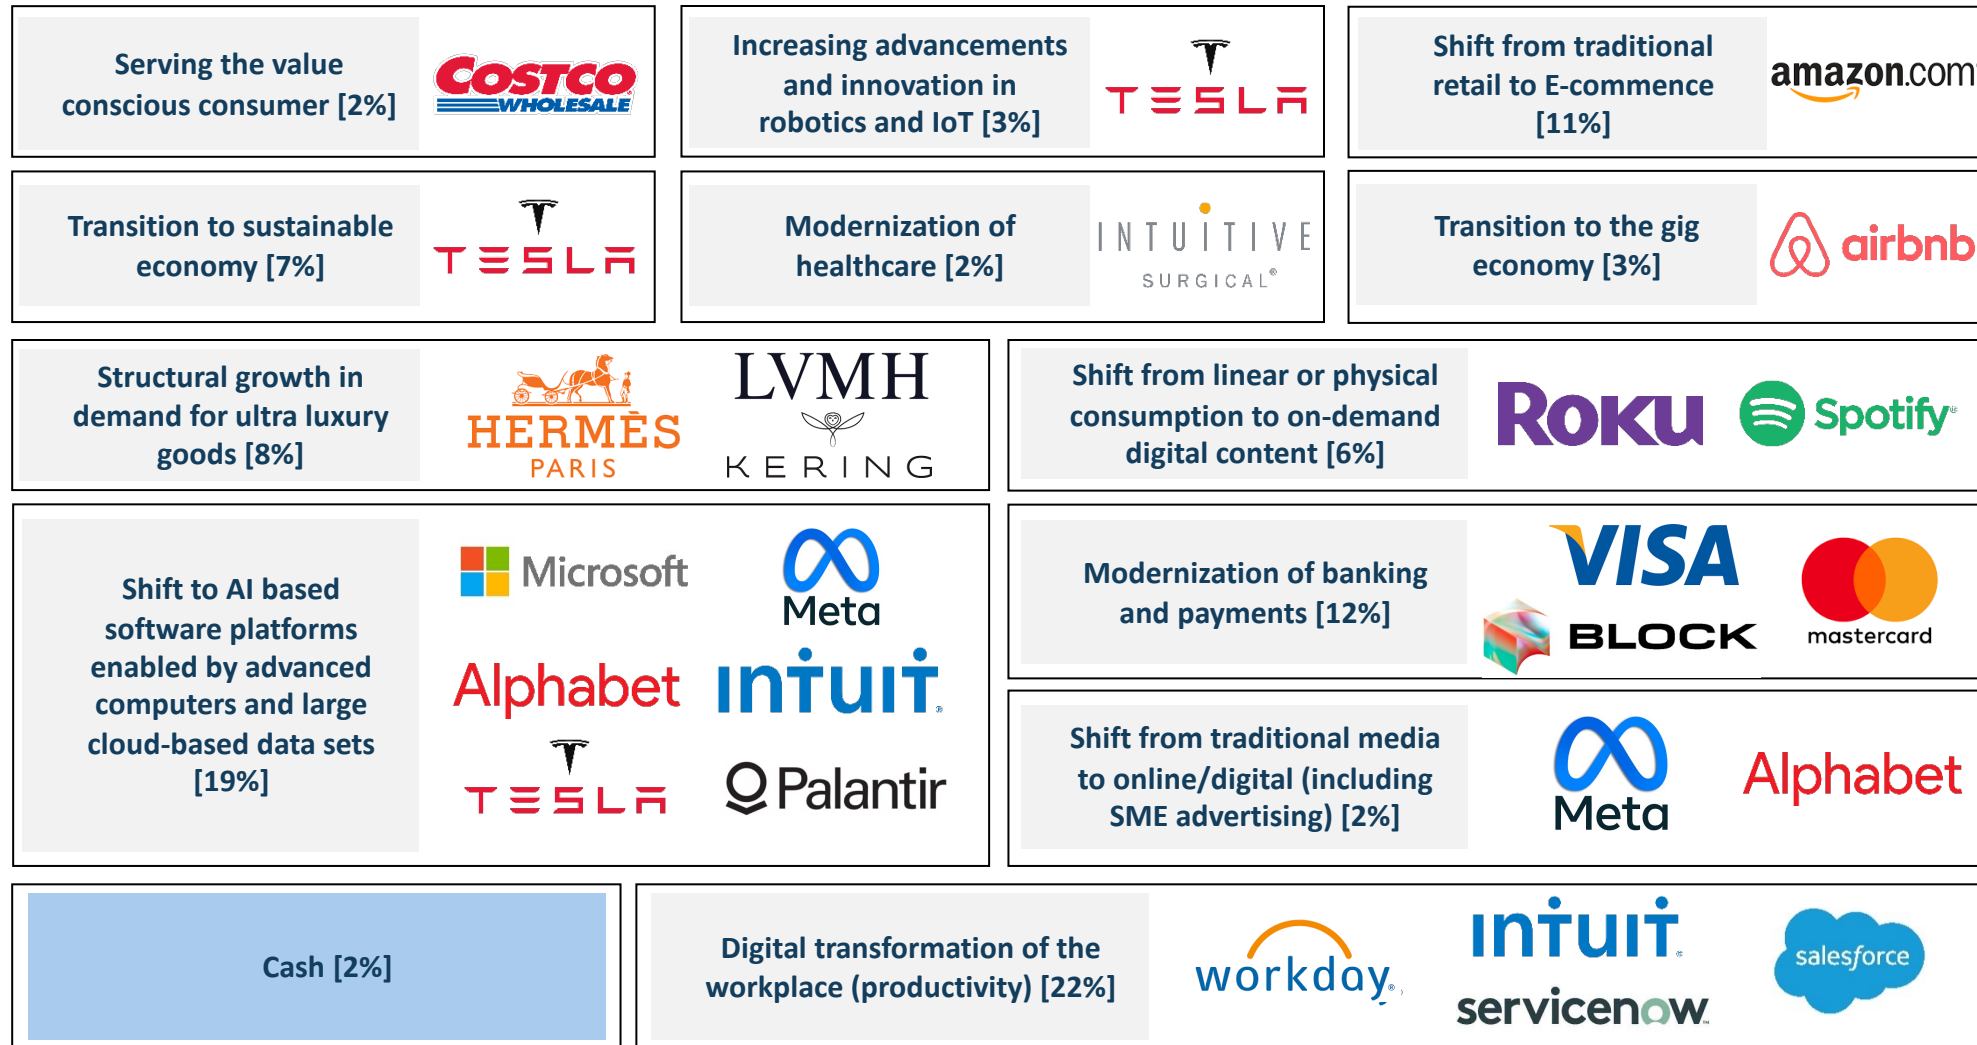 Serving the value
conscious consumer [2%]
COSTCO
WHOLESALE
Increasing advancements
and innovation in
robotics and IoT [3%]
TESLA
Shift from traditional
retail to E-commence
[11%]
amazon.com
Transition to sustainable
economy [7%]
TESLA
Modernization of
healthcare [2%]
INTUITIVE
SURGICAL®
Transition to the gig
economy [3%]
airbnb
Structural growth in
demand for ultra luxury
goods [8%]
HERMÈS
PARIS
LVMH
KERING
Shift from linear or physical
consumption to on-demand
digital content [6%]
ROKU
Spotify®
Shift to AI based
software platforms
enabled by advanced
computers and large
cloud-based data sets
[19%]
Microsoft
Meta
Alphabet
intuit®
TESLA
Palantir
Modernization of banking
and payments [12%]
VISA
BLOCK
mastercard
Shift from traditional media
to online/digital (including
SME advertising) [2%]
Meta
Alphabet
Cash [2%]
Digital transformation of the
workplace (productivity) [22%]
workday®
intuit®
servicenow™
salesforce